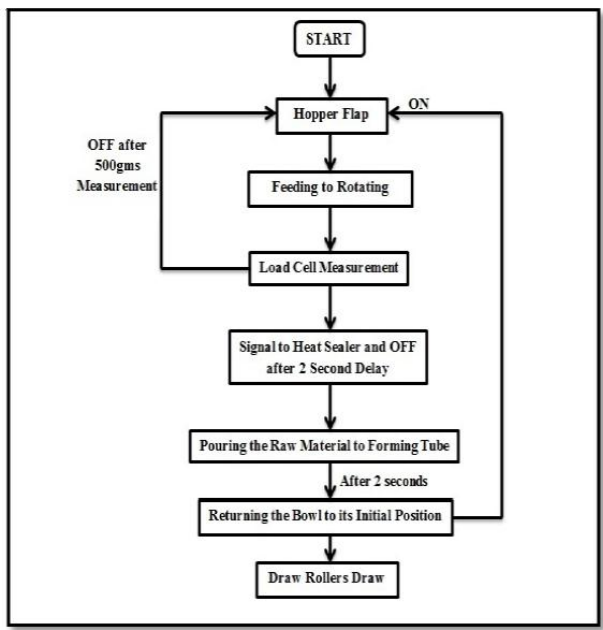 START
Hopper Flap
ON
OFF after
500gms
Measurement
Feeding to Rotating
Load Cell Measurement
Signal to Heat Sealer and OFF
after 2 Second Delay
Pouring the Raw Material to Forming Tube
After 2 seconds
Returning the Bowl to its Initial Position
Draw Rollers Draw